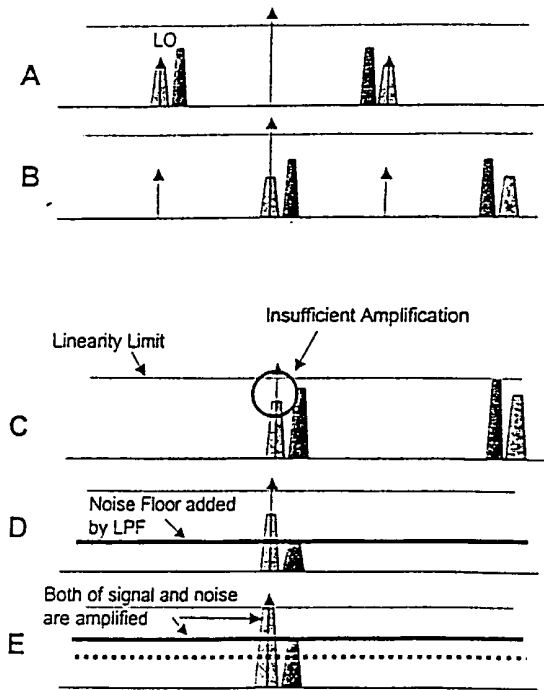 LO
A
B
Insufficient Amplification
Linearity Limit
C
Noise Floor added
by LPF
D
Both of signal and noise
are amplified
E